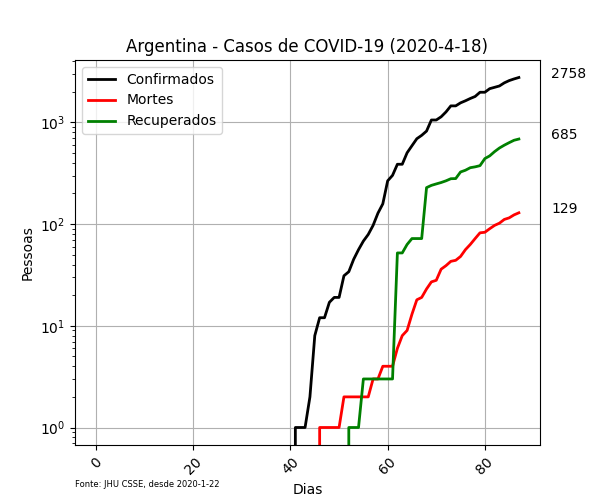 Argentina - Casos de COVID-19 (2020-4-18)
Confirmados
Mortes
Recuperados
2758
685
129
10³
10²
10¹
10⁰
Pessoas
0
20
40
60
80
Dias
Fonte: JHU CSSE, desde 2020-1-22